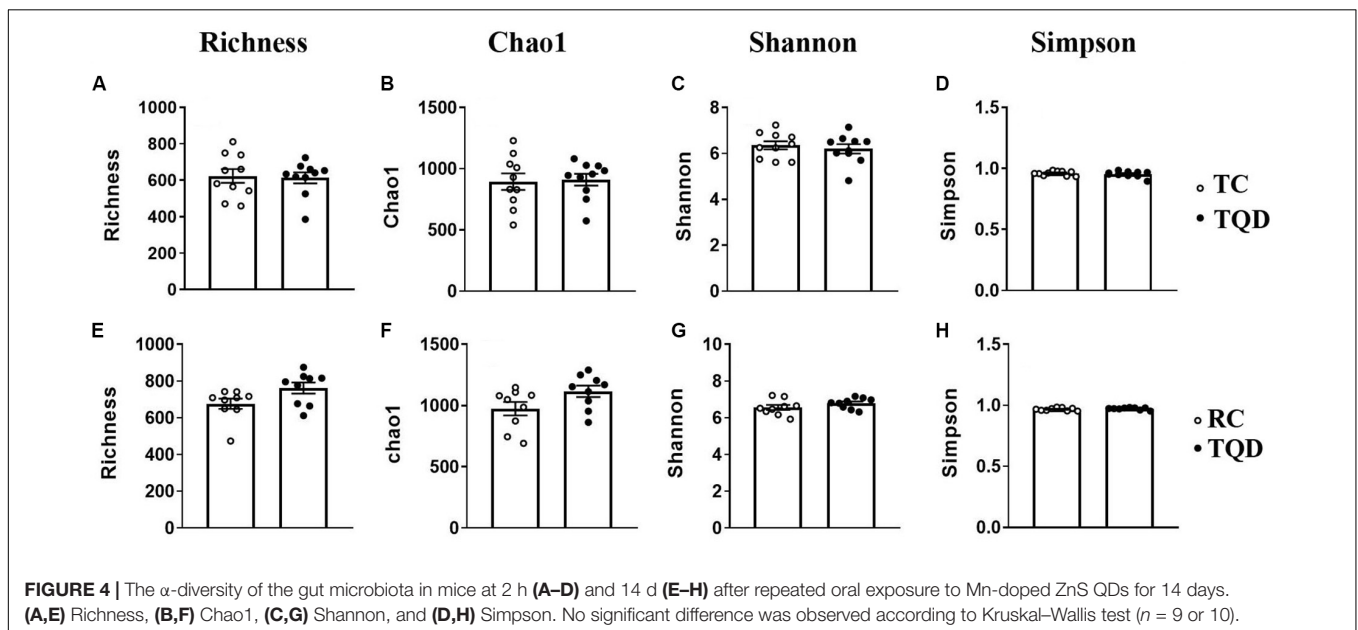 Richness Chao1 Shannon Simpson
A B C D
1000 800 600 400 200 0
Richness
1500 1000 500 0
Chao1
8 6 4 2 0
Shannon
1.5 1.0 0.5 0.0
Simpson
TC
TQD
E F G H
1000 800 600 400 200 0
Richness
1500 1000 500 0
chao1
10 8 6 4 2 0
Shannon
1.5 1.0 0.5 0.0
Simpson
RC
TQD
FIGURE 4 | The α-diversity of the gut microbiota in mice at 2 h (A–D) and 14 d (E–H) after repeated oral exposure to Mn-doped ZnS QDs for 14 days.
(A,E) Richness, (B,F) Chao1, (C,G) Shannon, and (D,H) Simpson. No significant difference was observed according to Kruskal–Wallis test (n = 9 or 10).